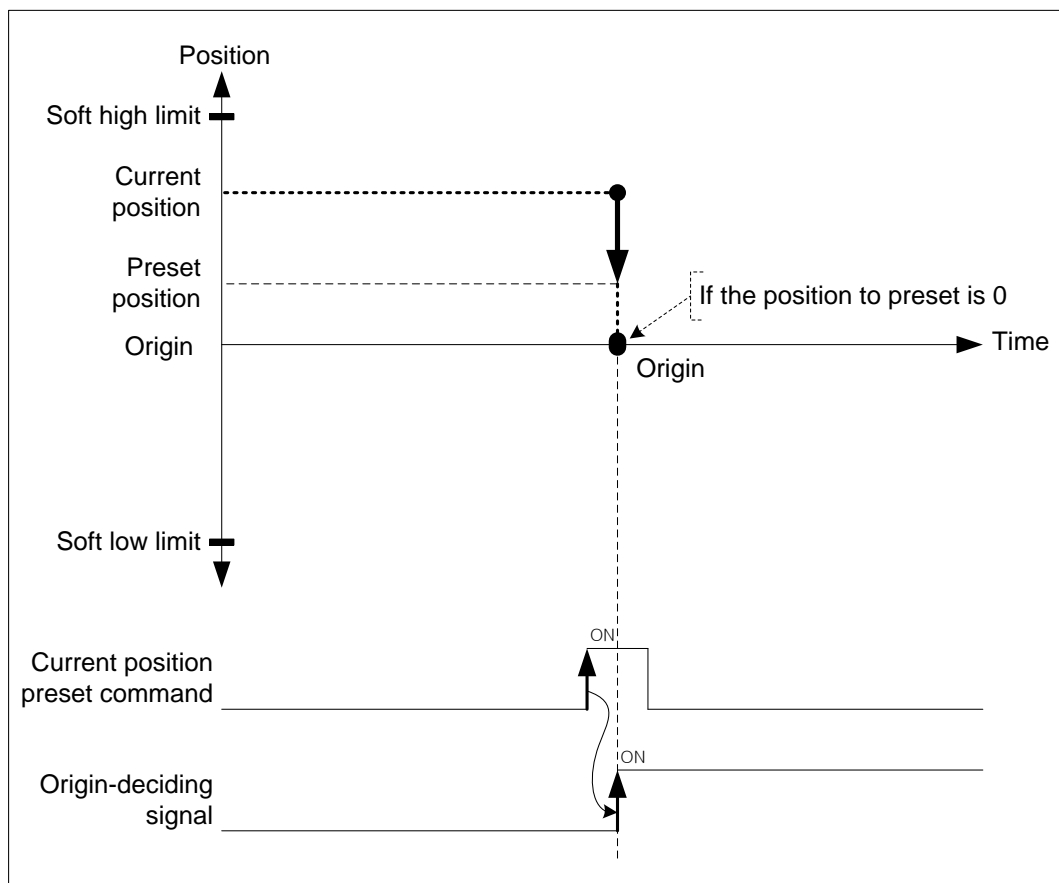 Position
Soft high limit
Current
position
Preset
position
If the position to preset is 0
Origin
Time
Origin
Soft low limit
ON
Current position
preset command
ON
Origin-deciding
signal